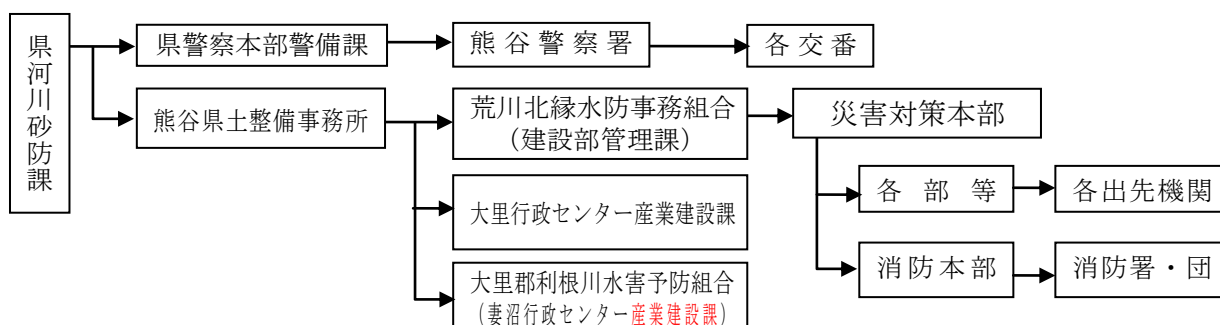 県河川砂防課
県警察本部警備課
熊谷警察署
各交番
熊谷県土整備事務所
荒川北縁水防事務組合
（建設部管理課）
災害対策本部
各部等
各出先機関
大里行政センター産業建設課
消防本部
消防署・団
大里郡利根川水害予防組合
（妻沼行政センター産業建設課）